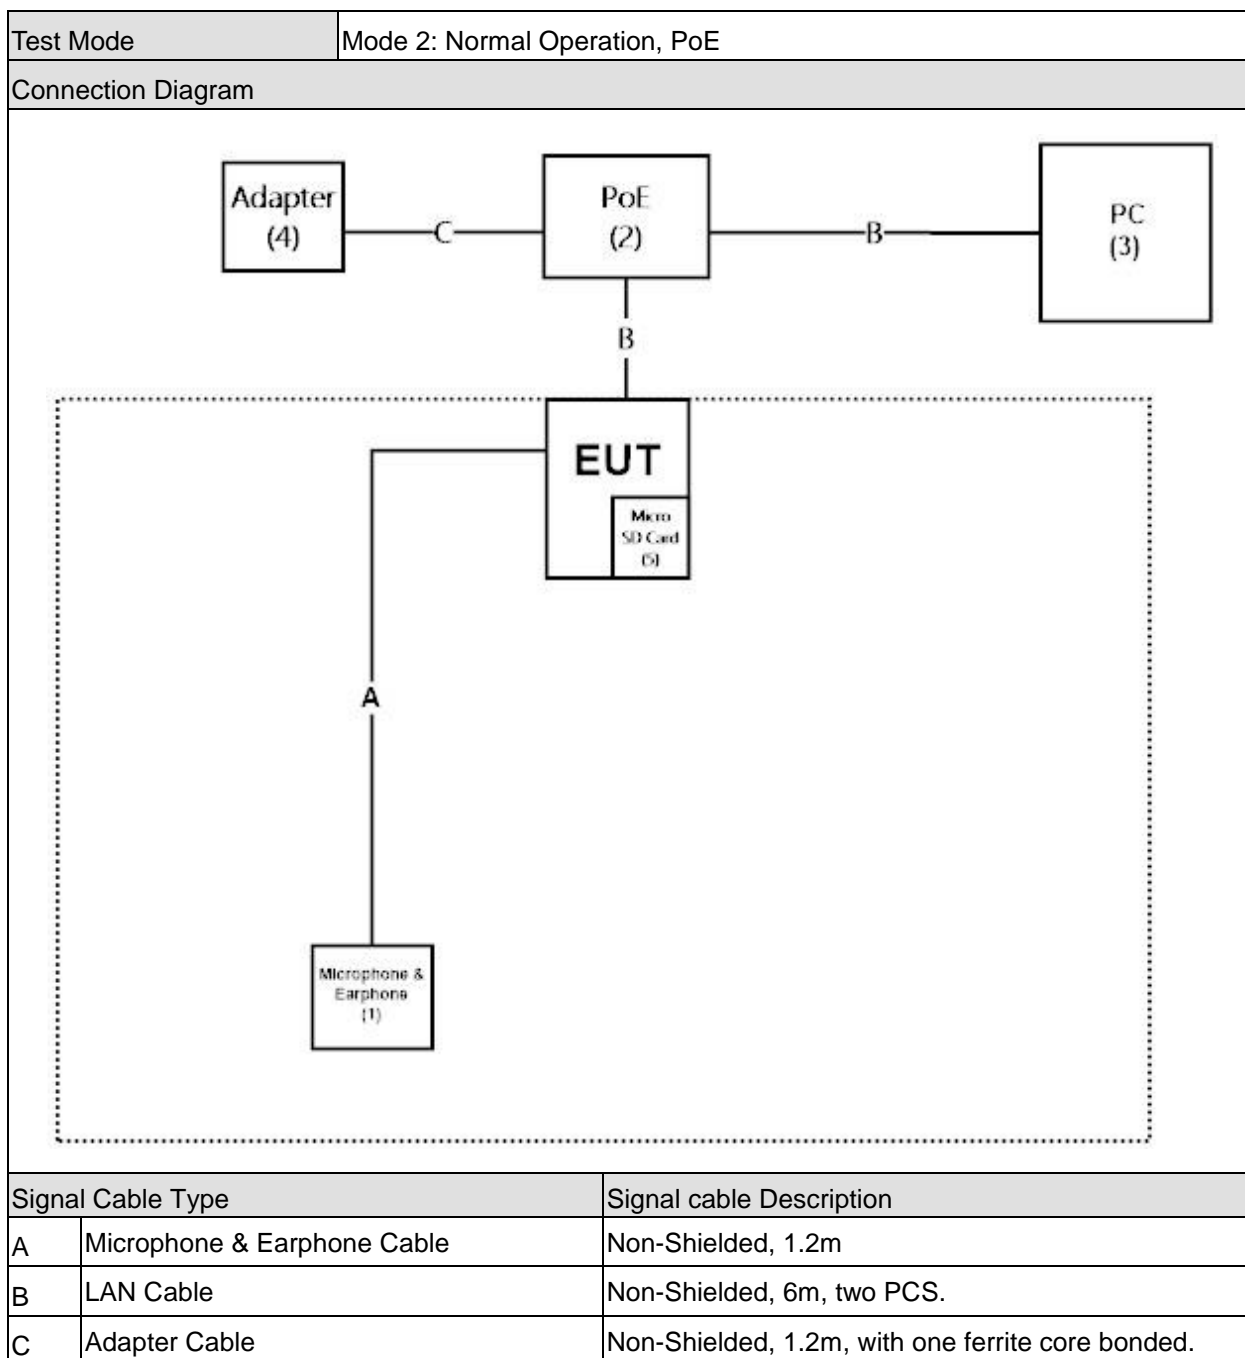 Test Mode Mode 2: Normal Operation, PoE
Connection Diagram
Adapter
(4)
C
PoE
(2)
B
PC
(3)
B
EUT
Micro
SD Card
(5)
A
Microphone &
Earphone
(1)
Signal Cable Type Signal cable Description
A Microphone & Earphone Cable Non-Shielded, 1.2m
B LAN Cable Non-Shielded, 6m, two PCS.
C Adapter Cable Non-Shielded, 1.2m, with one ferrite core bonded.